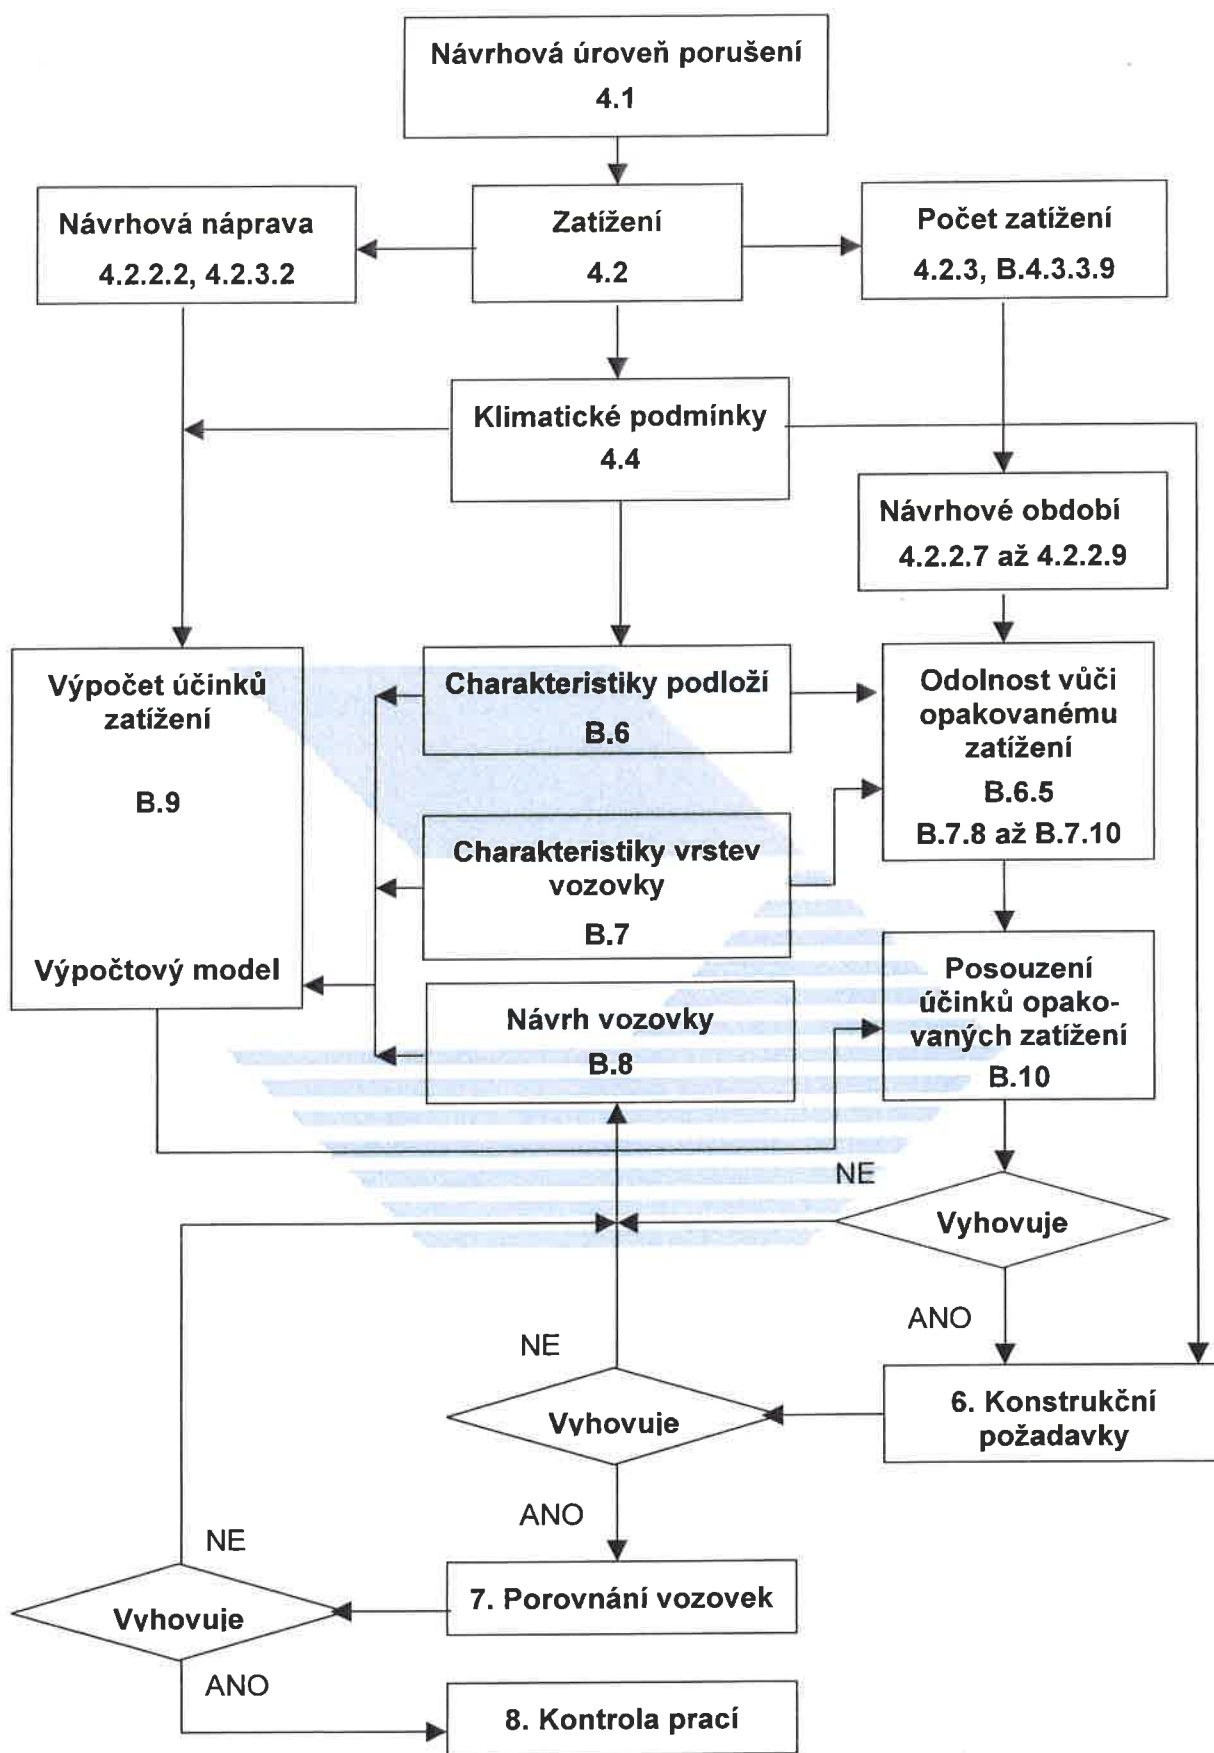 Návrhová úroveň porušení
4.1
Návrhová náprava
4.2.2.2, 4.2.3.2
Zatížení
4.2
Počet zatížení
4.2.3, B.4.3.3.9
Klimatické podmínky
4.4
Návrhové období
4.2.2.7 až 4.2.2.9
Výpočet účinků
zatížení
B.9
Výpočtový model
Charakteristiky podloží
B.6
Odolnost vůči
opakovanému
zatížení
B.6.5
B.7.8 až B.7.10
Charakteristiky vrstev
vozovky
B.7
Návrh vozovky
B.8
Posouzení
účinků opako-
vaných zatížení
B.10
NE
Vyhovuje
ANO
NE
Vyhovuje
6. Konstrukční
požadavky
ANO
NE
7. Porovnání vozovek
Vyhovuje
ANO
8. Kontrola prací